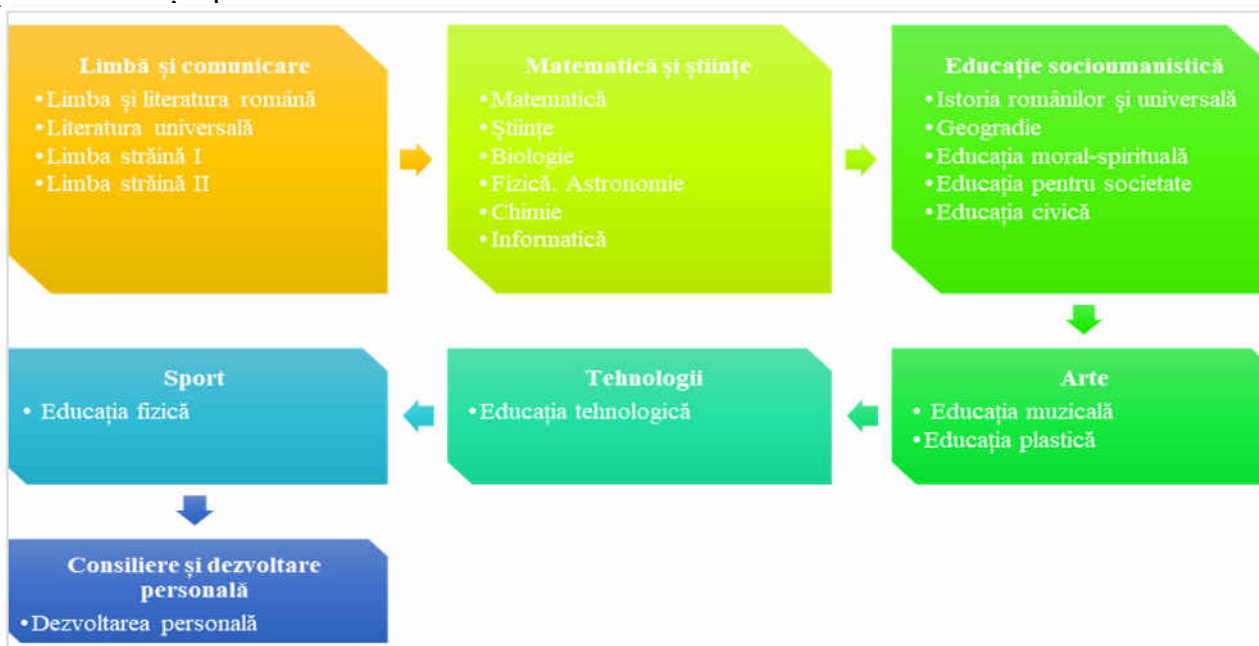 Limbă și comunicare
•Limba și literatura română
•Literatura universală
•Limba străină I
•Limba străină II
Matematică și științe
•Matematică
•Științe
•Biologie
•Fizică. Astronomie
•Chimie
•Informatică
Educație socioumanistică
•Istoria românilor și universală
•Geogradie
•Educația moral-spirituală
•Educația pentru societate
•Educația civică
Arte
• Educația muzicală
•Educația plastică
Tehnologii
•Educația tehnologică
Sport
• Educația fizică
Consiliere și dezvoltare
personală
•Dezvoltarea personală